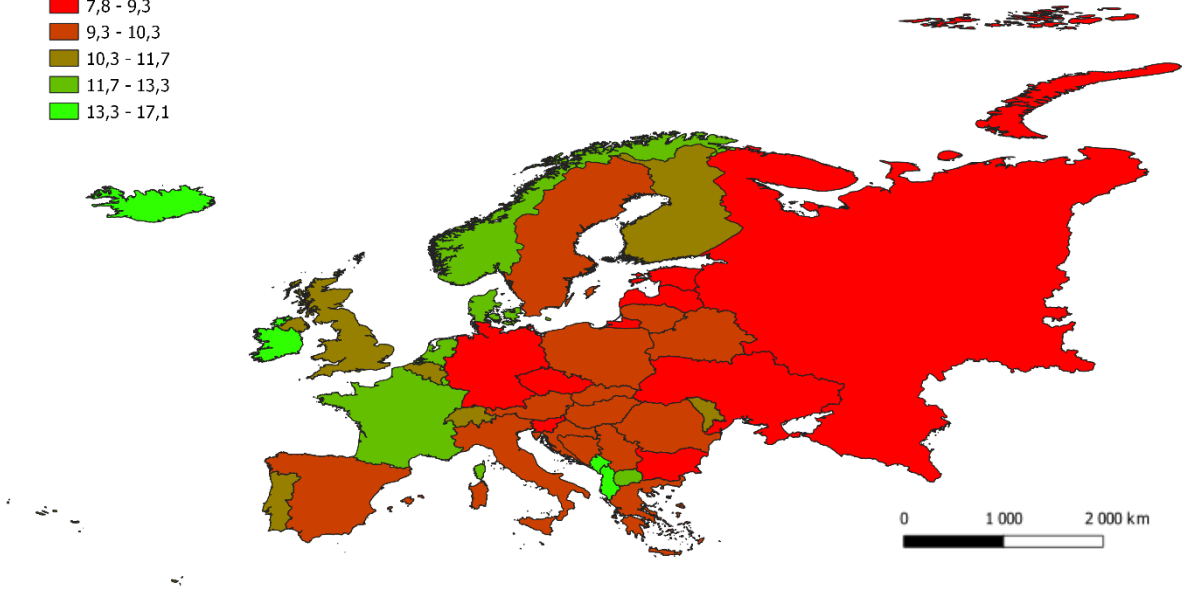 7,8 - 9,3
9,3 - 10,3
10,3 - 11,7
11,7 - 13,3
13,3 - 17,1
0 1 000 2 000 km